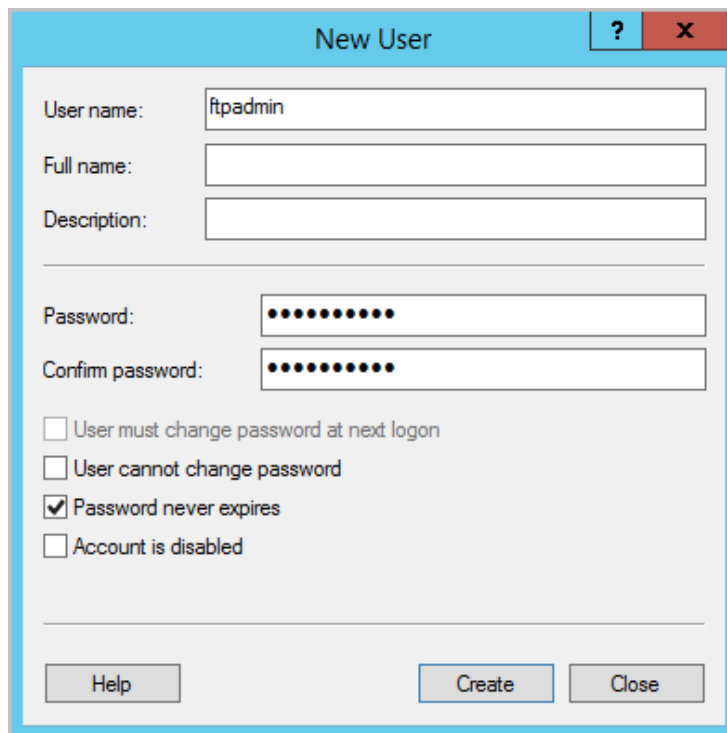 New User
?
x
User name:
ftpadmin
Full name:
Description:
Password:
●●●●●●●●●●
Confirm password:
●●●●●●●●●●
User must change password at next logon
User cannot change password
Password never expires
Account is disabled
Help
Create
Close